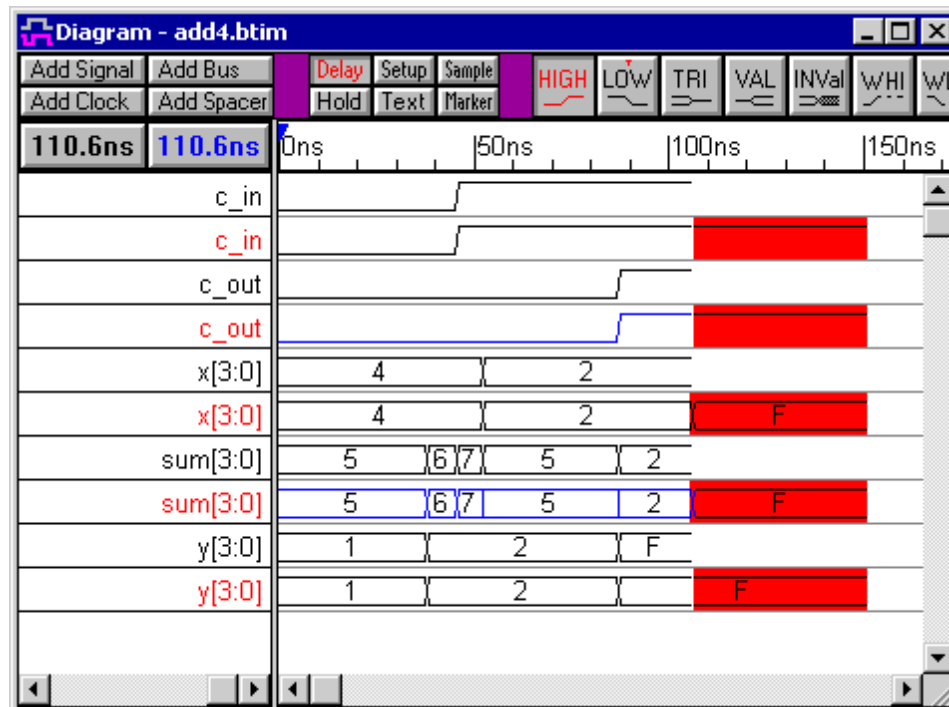 Diagram - add4.btim
Add Signal Add Bus Delay Setup Sample HIGH LOW TRI VAL INVal WHI
Add Clock Add Spacer Hold Text Marker
110.6ns 110.6ns 0ns 50ns 100ns 150ns
c_in
c_in
c_out
c_out
x[3:0] 4 2
x[3:0] 4 2 F
sum[3:0] 5 6 7 5 2
sum[3:0] 5 6 7 5 2 F
y[3:0] 1 2 F
y[3:0] 1 2 F